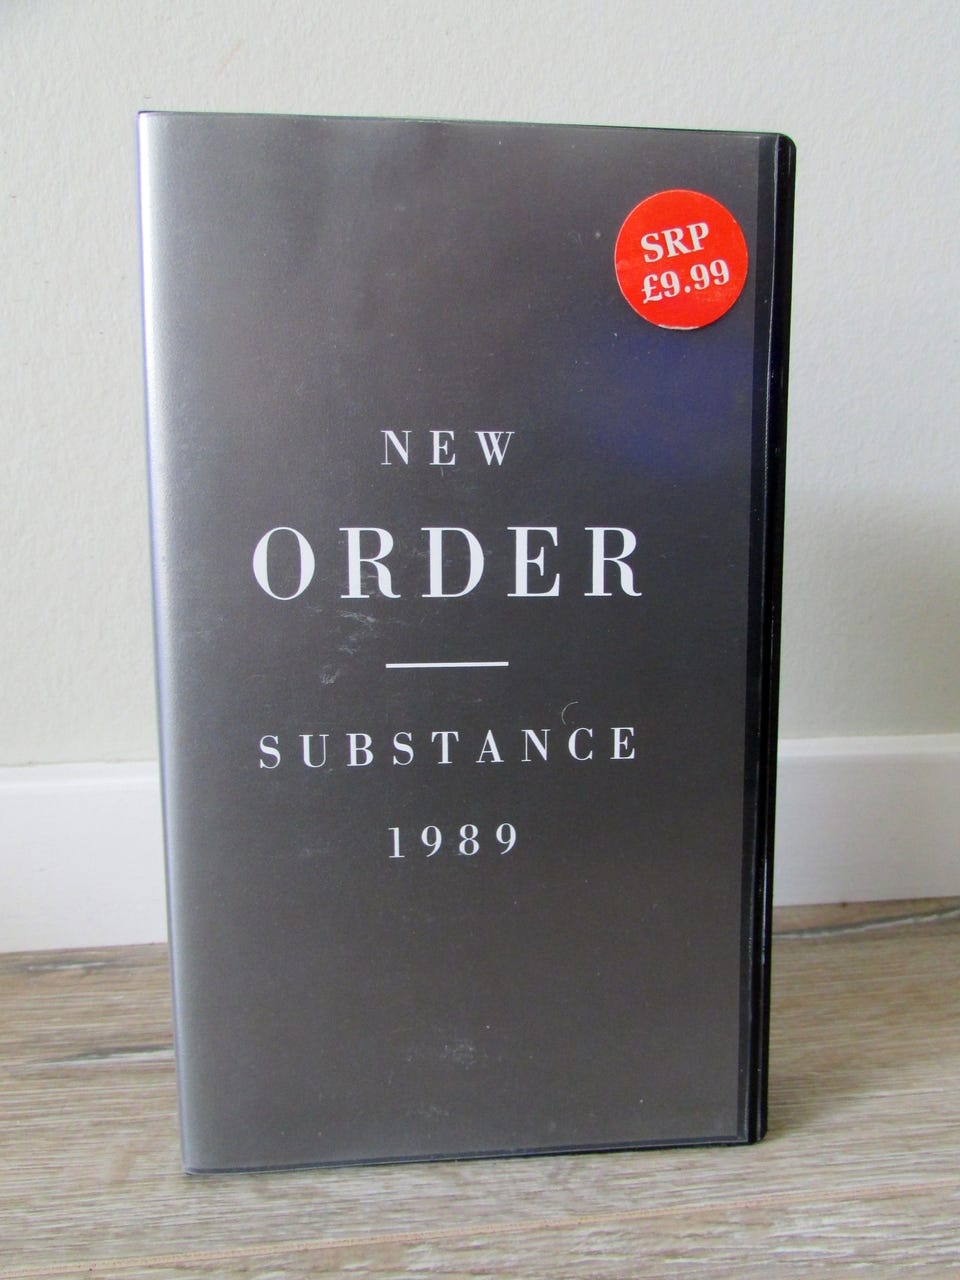 SRP
£9.99
NEW
ORDER
SUBSTANCE
1989